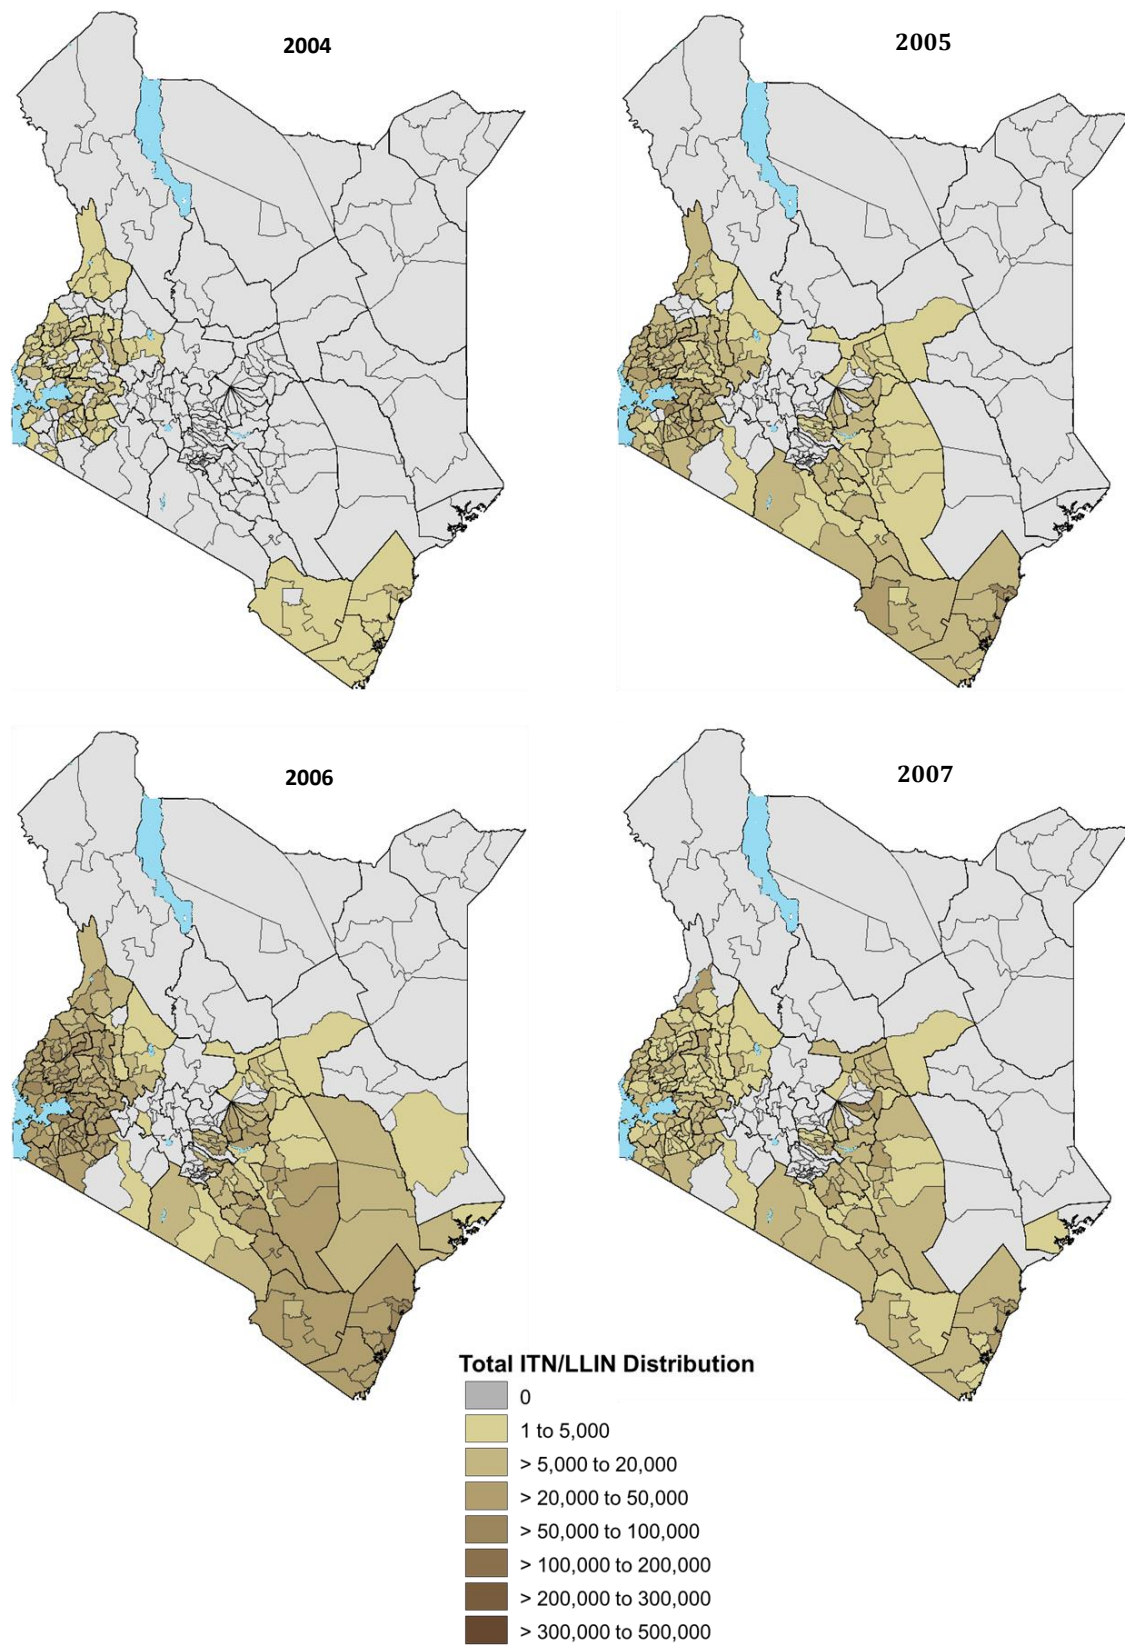 2004
2005
2006
2007
Total ITN/LLIN Distribution
0
1 to 5,000
> 5,000 to 20,000
> 20,000 to 50,000
> 50,000 to 100,000
> 100,000 to 200,000
> 200,000 to 300,000
> 300,000 to 500,000